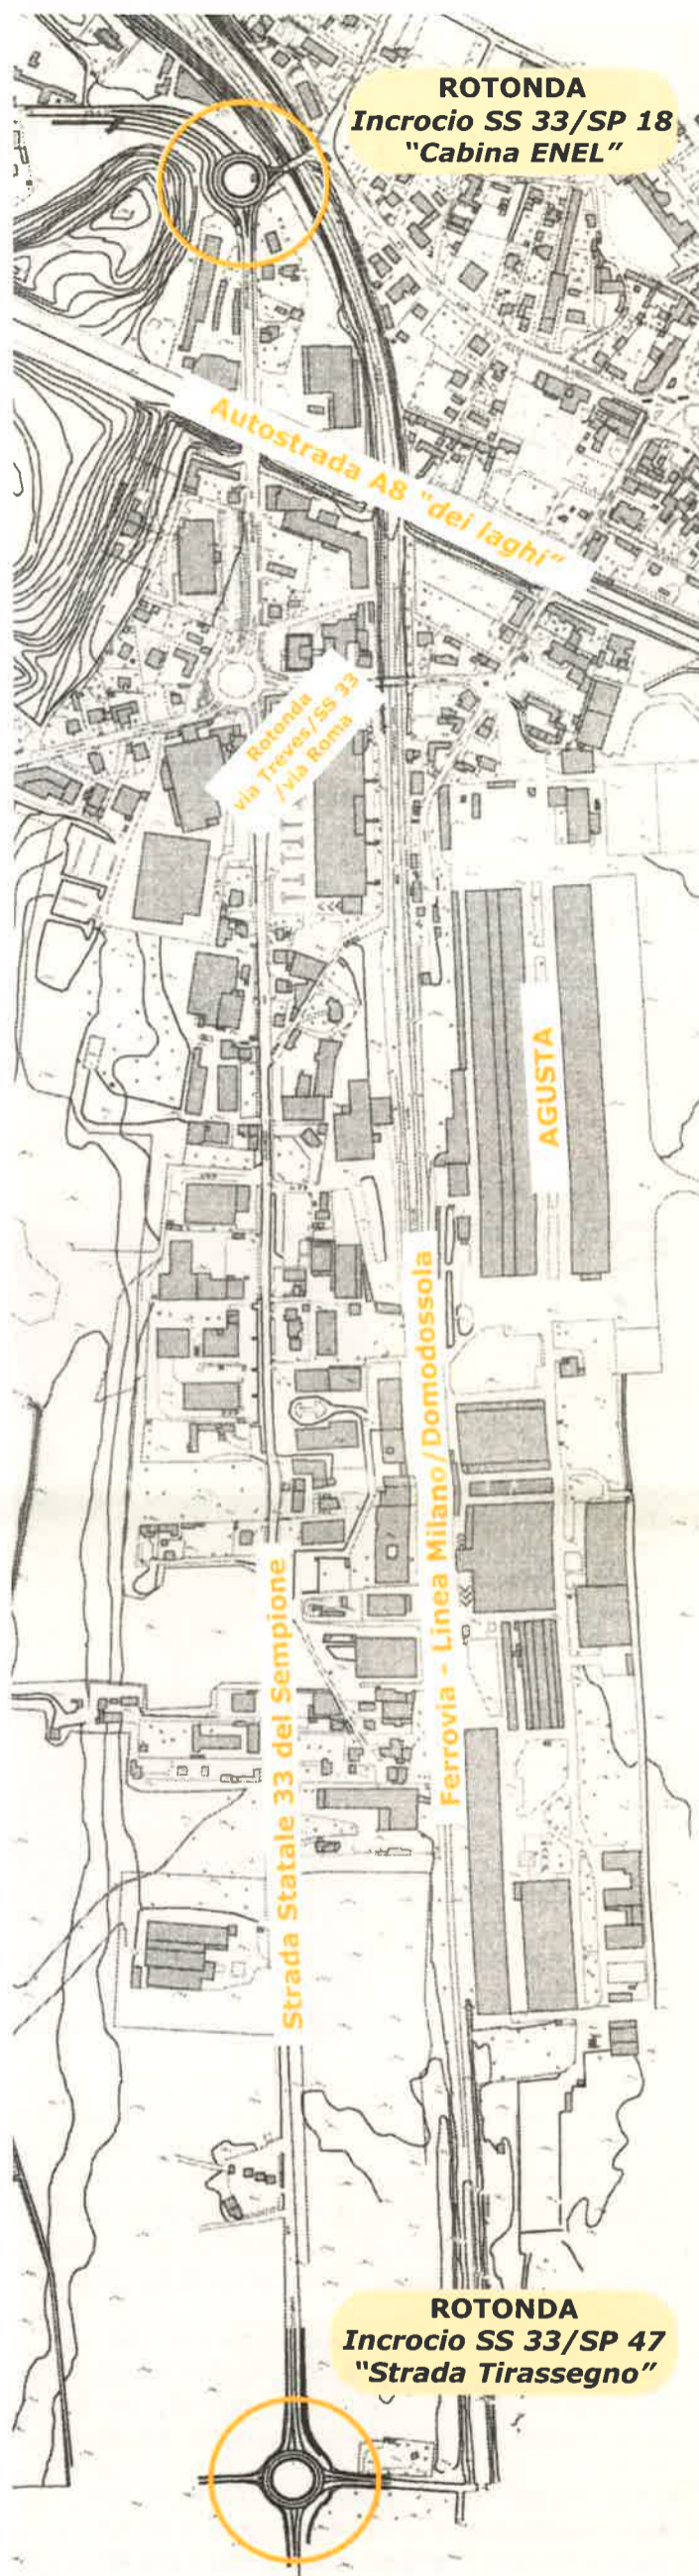 ROTONDA
Incrocio SS 33/SP 18
“Cabina ENEL”
Autostrada A8 “dei laghi”
Rotonda
via Treves/SS 33
/via Roma
AGUSTA
Ferrovia - Linea Milano/Domodossola
Strada Statale 33 del Sempione
ROTONDA
Incrocio SS 33/SP 47
“Strada Tirassegno”